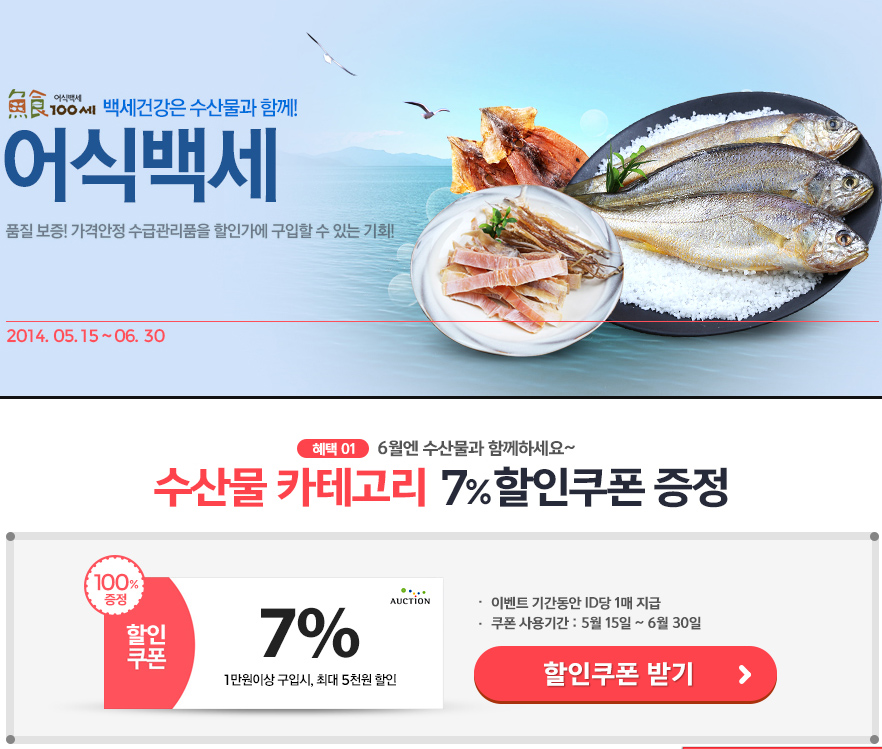 魚食 어식백세 100세 백세건강은 수산물과 함께!
어식백세
품질 보증! 가격안정 수급관리품을 할인가에 구입할 수 있는 기회!
2014. 05. 15 ~ 06. 30
혜택 01 6월엔 수산물과 함께하세요~
수산물 카테고리 7% 할인쿠폰 증정
100%
증정
할인
쿠폰
AUCTION
7%
1만원이상 구입시, 최대 5천원 할인
· 이벤트 기간동안 ID당 1매 지급
· 쿠폰 사용기간 : 5월 15일 ~ 6월 30일
할인쿠폰 받기